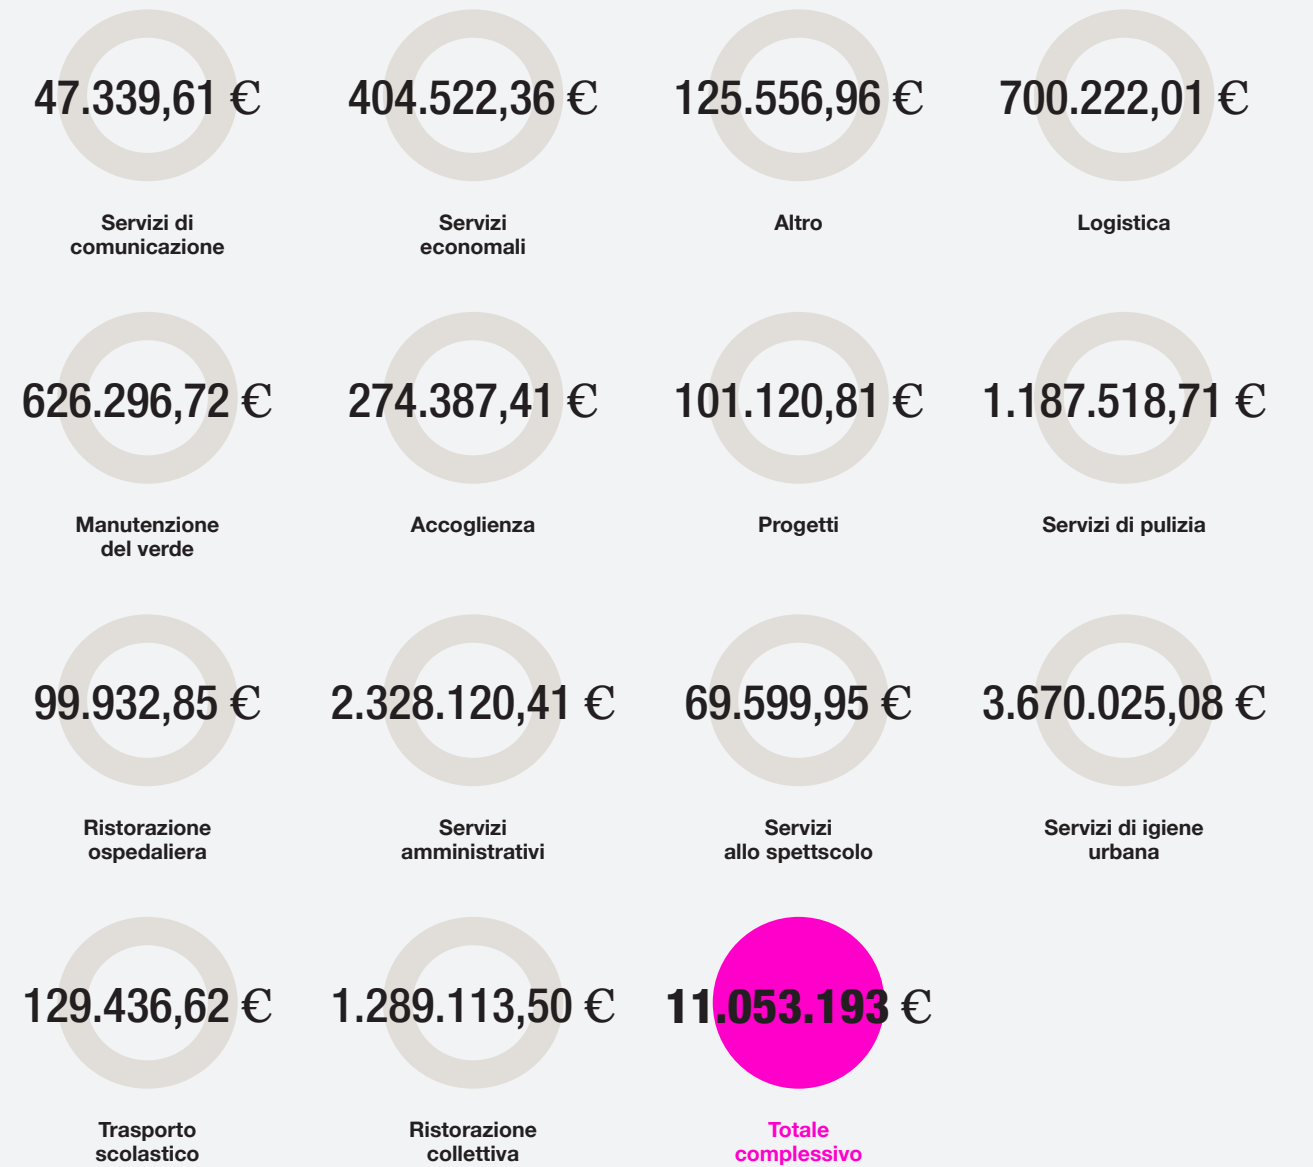 47.339,61 €
Servizi di
comunicazione
404.522,36 €
Servizi
economali
125.556,96 €
Altro
700.222,01 €
Logistica
626.296,72 €
Manutenzione
del verde
274.387,41 €
Accoglienza
101.120,81 €
Progetti
1.187.518,71 €
Servizi di pulizia
99.932,85 €
Ristorazione
ospedaliera
2.328.120,41 €
Servizi
amministrativi
69.599,95 €
Servizi
allo spettscolo
3.670.025,08 €
Servizi di igiene
urbana
129.436,62 €
Trasporto
scolastico
1.289.113,50 €
Ristorazione
collettiva
11.053.193 €
Totale
complessivo